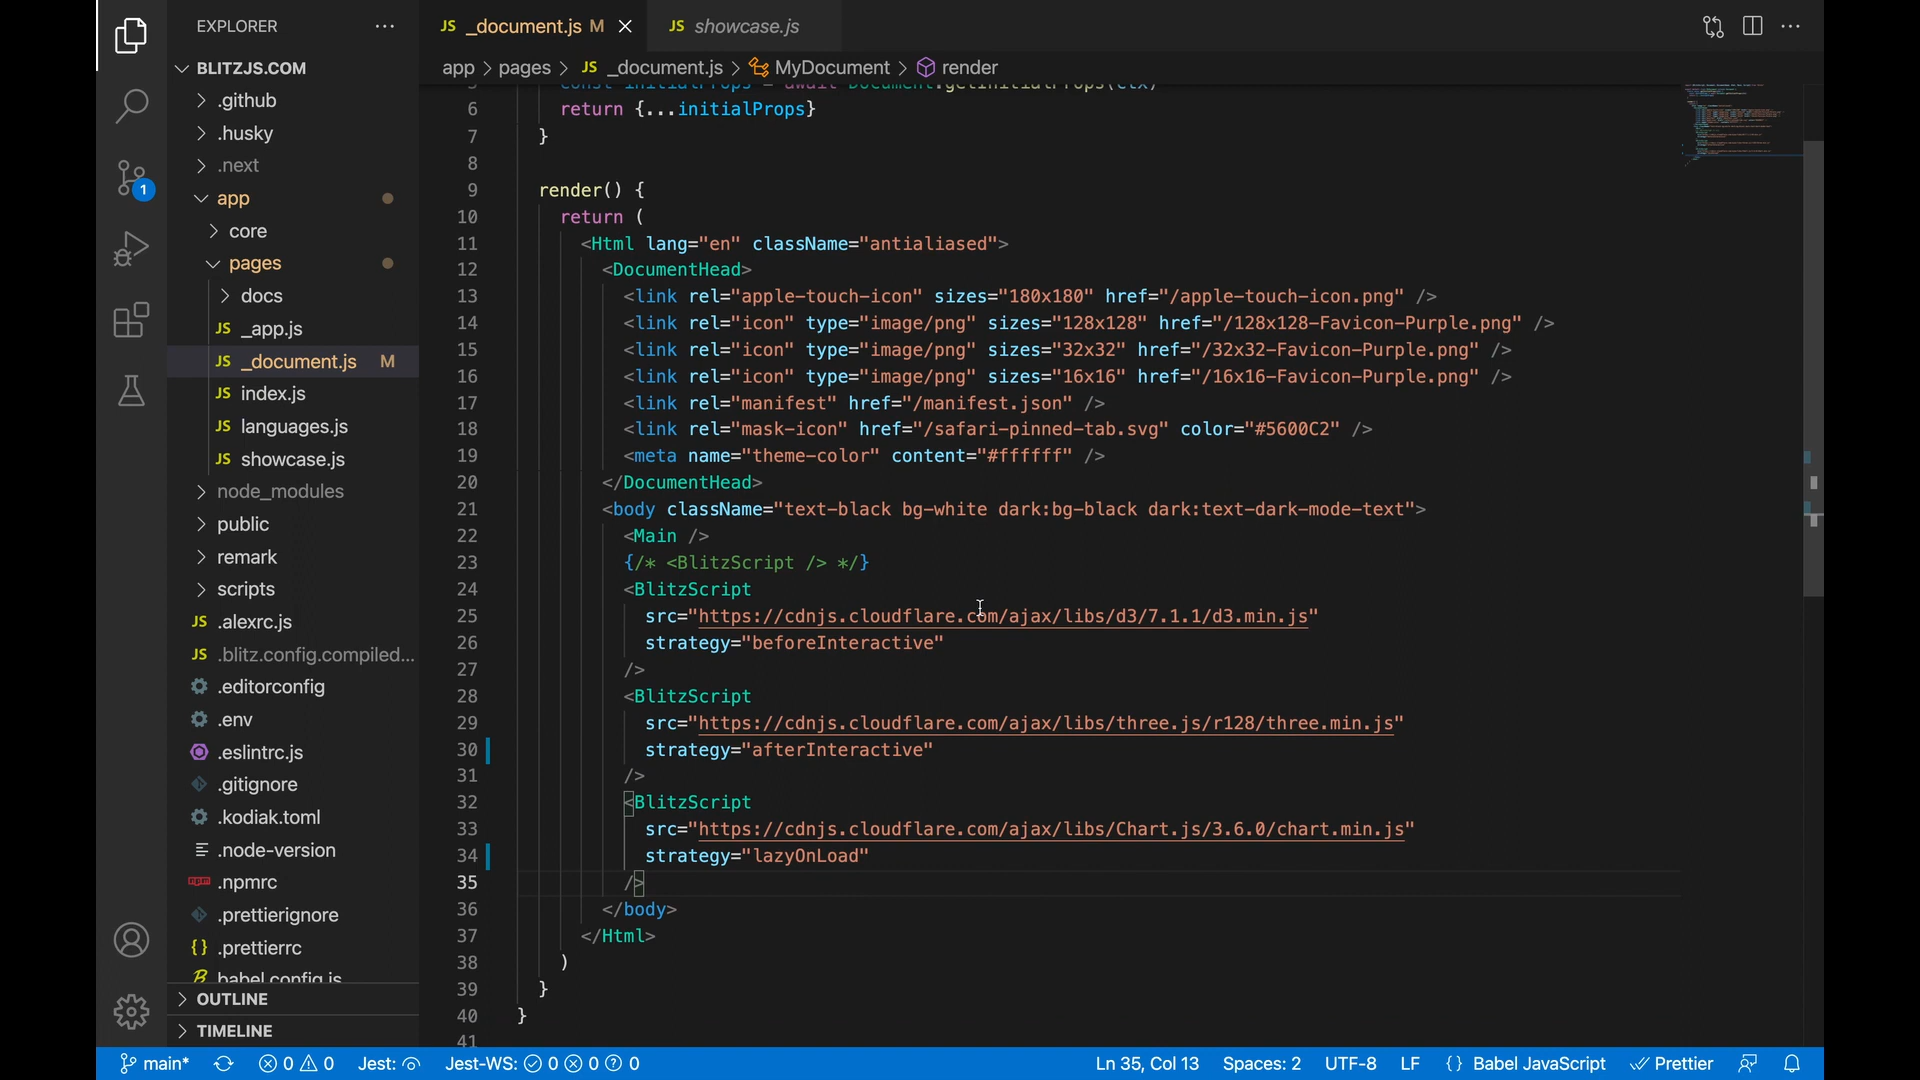 EXPLORER
BLITZJS.COM
.github
.husky
.next
app
core
pages
docs
JS _app.js
JS _document.js M
JS index.js
JS languages.js
JS showcase.js
node_modules
public
remark
scripts
JS .alexrc.js
JS .blitz.config.compiled...
.editorconfig
.env
.eslintrc.js
.gitignore
.kodiak.toml
.node-version
.npmrc
.prettierignore
{} .prettierrc
babel.config.js
OUTLINE
TIMELINE
1
JS _document.js M
JS showcase.js
app > pages > JS _document.js > MyDocument > render
5 const initialProps = await Document.getInitialProps(ctx)
6 return {...initialProps}
7 }
8
9 render() {
10 return (
11 <Html lang="en" className="antialiased">
12 <DocumentHead>
13 <link rel="apple-touch-icon" sizes="180x180" href="/apple-touch-icon.png" />
14 <link rel="icon" type="image/png" sizes="128x128" href="/128x128-Favicon-Purple.png" />
15 <link rel="icon" type="image/png" sizes="32x32" href="/32x32-Favicon-Purple.png" />
16 <link rel="icon" type="image/png" sizes="16x16" href="/16x16-Favicon-Purple.png" />
17 <link rel="manifest" href="/manifest.json" />
18 <link rel="mask-icon" href="/safari-pinned-tab.svg" color="#5600C2" />
19 <meta name="theme-color" content="#ffffff" />
20 </DocumentHead>
21 <body className="text-black bg-white dark:bg-black dark:text-dark-mode-text">
22 <Main />
23 {/* <BlitzScript /> */}
24 <BlitzScript
25 src="https://cdnjs.cloudflare.com/ajax/libs/d3/7.1.1/d3.min.js"
26 strategy="beforeInteractive"
27 />
28 <BlitzScript
29 src="https://cdnjs.cloudflare.com/ajax/libs/three.js/r128/three.min.js"
30 strategy="afterInteractive"
31 />
32 <BlitzScript
33 src="https://cdnjs.cloudflare.com/ajax/libs/Chart.js/3.6.0/chart.min.js"
34 strategy="lazyOnLoad"
35 />
36 </body>
37 </Html>
38 )
39 }
40 }
41
main* 0 0 Jest: Jest-WS: 0 0 0 Ln 35, Col 13 Spaces: 2 UTF-8 LF {} Babel JavaScript Prettier